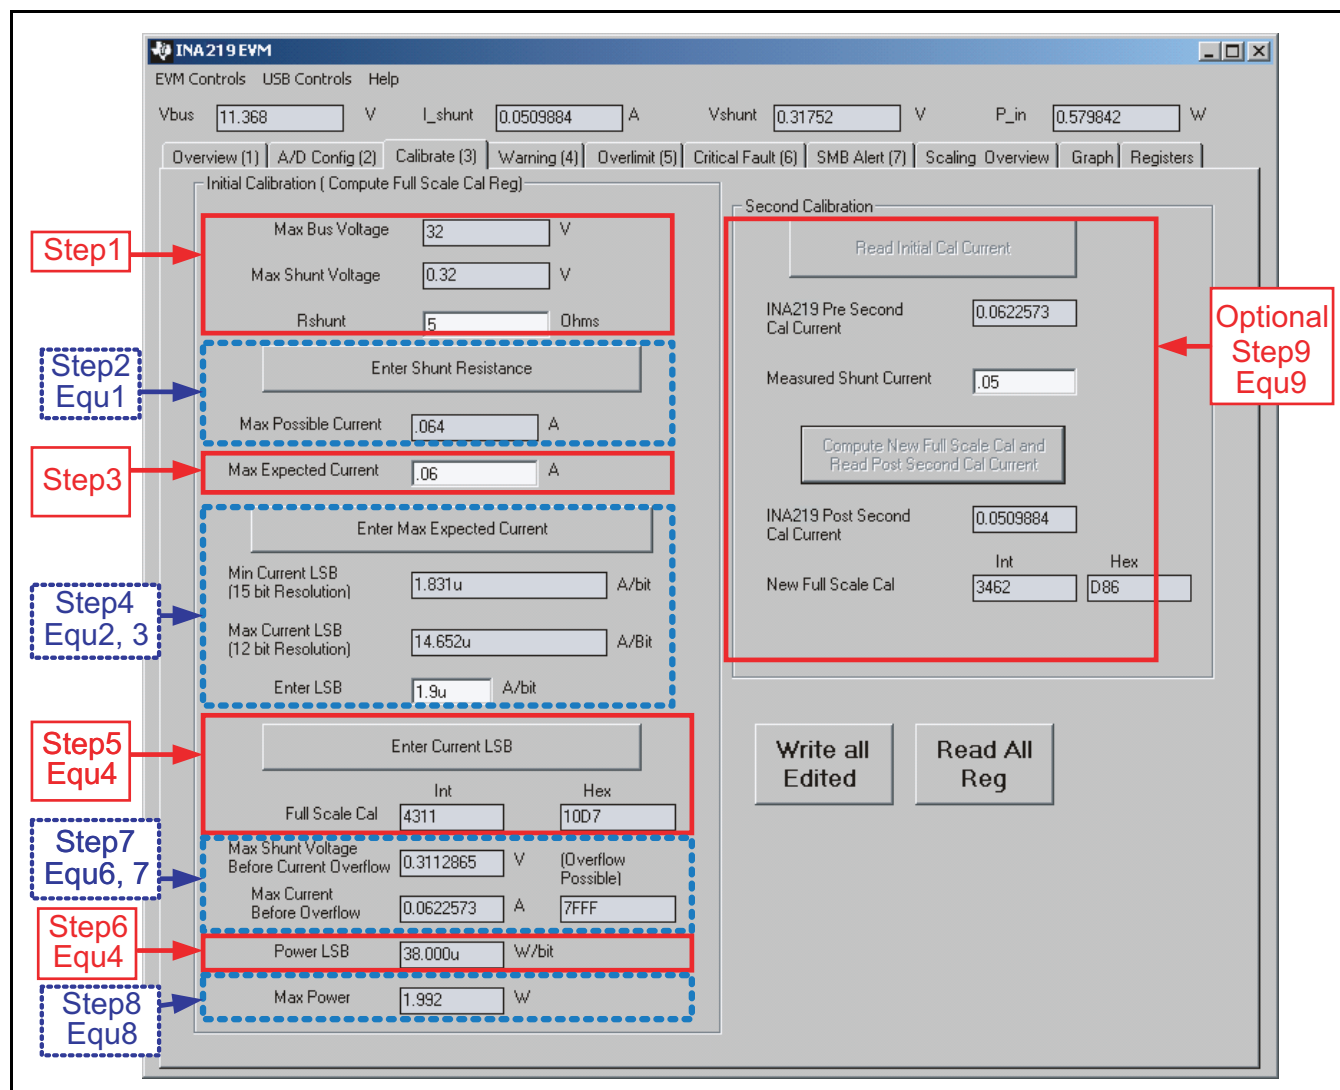 INA219 EVM
EVM Controls USB Controls Help
Vbus 11.368 V I_shunt 0.0509884 A Vshunt 0.31752 V P_in 0.579842 W
Overview (1) A/D Config (2) Calibrate (3) Warning (4) Overlimit (5) Critical Fault (6) SMB Alert (7) Scaling Overview Graph Registers
Initial Calibration ( Compute Full Scale Cal Reg)
Step1
Max Bus Voltage 32 V
Max Shunt Voltage 0.32 V
Rshunt 5 Ohms
Step2
Equ1
Enter Shunt Resistance
Max Possible Current .064 A
Step3
Max Expected Current .06 A
Enter Max Expected Current
Step4
Equ2, 3
Min Current LSB
(15 bit Resolution) 1.831u A/bit
Max Current LSB
(12 bit Resolution) 14.652u A/Bit
Enter LSB 1.9u A/bit
Step5
Equ4
Enter Current LSB
Int Hex
Full Scale Cal 4311 10D7
Step7
Equ6, 7
Max Shunt Voltage
Before Current Overflow 0.3112865 V (Overflow
Possible)
Max Current
Before Overflow 0.0622573 A 7FFF
Step6
Equ4
Power LSB 38.000u W/bit
Step8
Equ8
Max Power 1.992 W
Second Calibration
Read Initial Cal Current
INA219 Pre Second
Cal Current 0.0622573
Measured Shunt Current .05
Compute New Full Scale Cal and
Read Post Second Cal Current
INA219 Post Second
Cal Current 0.0509884
Int Hex
New Full Scale Cal 3462 D86
Optional
Step9
Equ9
Write all
Edited
Read All
Reg